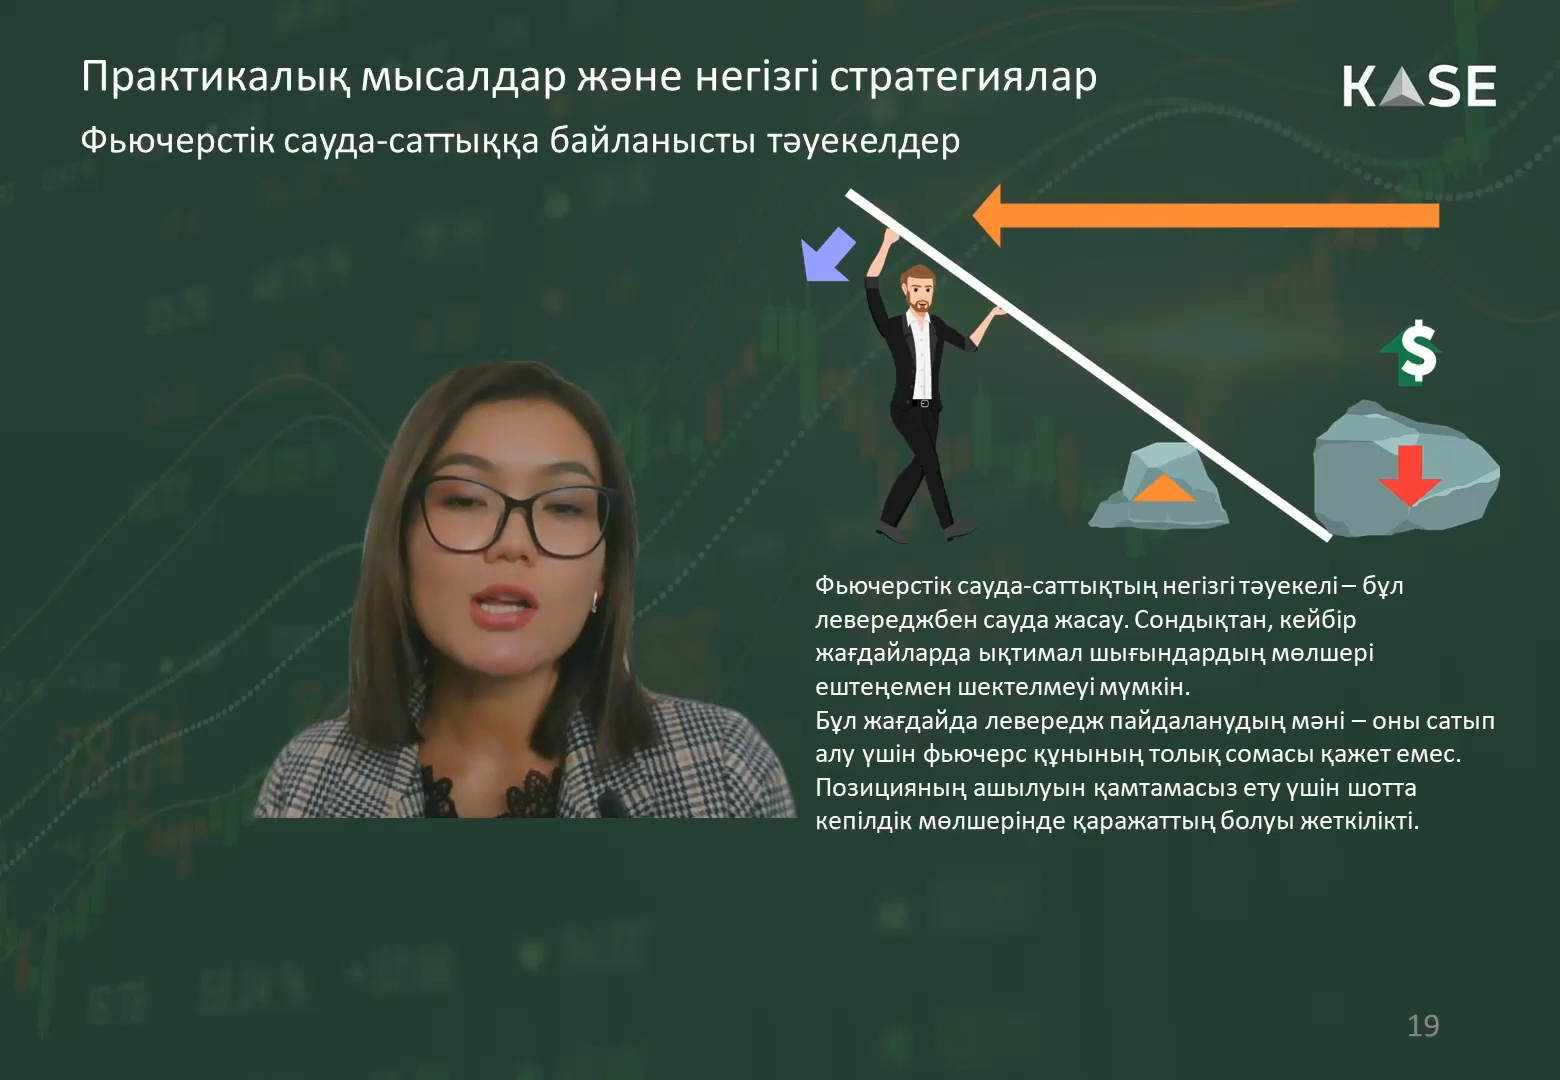 Практикалық мысалдар және негізгі стратегиялар
KASE
Фьючерстік сауда-саттыққа байланысты тәуекелдер
$
Фьючерстік сауда-саттықтың негізгі тәуекелі – бұл
левереджбен сауда жасау. Сондықтан, кейбір
жағдайларда ықтимал шығындардың мөлшері
ештеңемен шектелмеуі мүмкін.
Бұл жағдайда левередж пайдаланудың мәні – оны сатып
алу үшін фьючерс құнының толық сомасы қажет емес.
Позицияның ашылуын қамтамасыз ету үшін шотта
кепілдік мөлшерінде қаражаттың болуы жеткілікті.
78.04
19